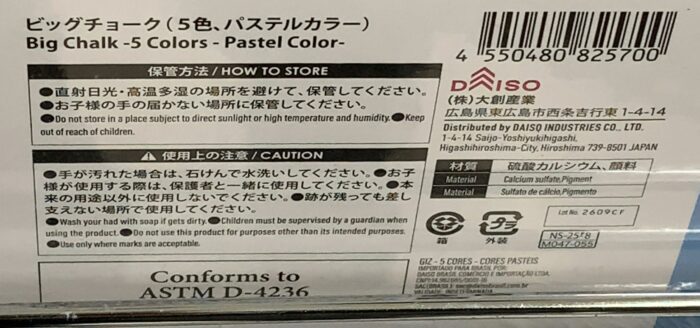 ビッグチョーク(5色、パステルカラー)
Big Chalk -5 Colors - Pastel Color-
保管方法 / HOW TO STORE
●直射日光・高温多湿の場所を避けて、保管してください。
●お子様の手の届かない場所に保管してください。
●Do not store in a place subject to direct sunlight or high temperature and humidity. ●Keep
out of reach of children.
⚠ 使用上の注意 / CAUTION
●手が汚れた場合は、石けんで水洗いしてください。●お子
様が使用する際は、保護者と一緒に使用してください。●本
来の用途以外に使用しないでください。●跡が残っても差し
支えない場所で使用してください。
●Wash your had with soap if gets dirty. ●Children must be supervised by a guardian when
using the product. ●Do not use this product for purposes other than its intended purposes.
●Use only where marks are acceptable.
Conforms to
ASTM D-4236
4 550480 825700
DAISO
(株)大創産業
広島県東広島市西条吉行東 1-4-14
Distributed by DAISO INDUSTRIES CO., LTD.
1-4-14 Saijo-Yoshiyukihigashi,
Higashihiroshima-City, Hiroshima 739-8501 JAPAN
材質 硫酸カルシウム、顔料
Material Calcium sulfate,Pigment
Material Sulfato de cálcio,Pigmento
箱 プラ 外装
Lot No. 2609CF
NS-25西8
M047-055
GIZ - 5 CORES - CORES PASTÉIS
IMPORTADO PARA BRASIL POR:
DAISO BRASIL COMÉRCIO E IMPORTAÇÃO LTDA.
VALIDADE: INDETERMINADA